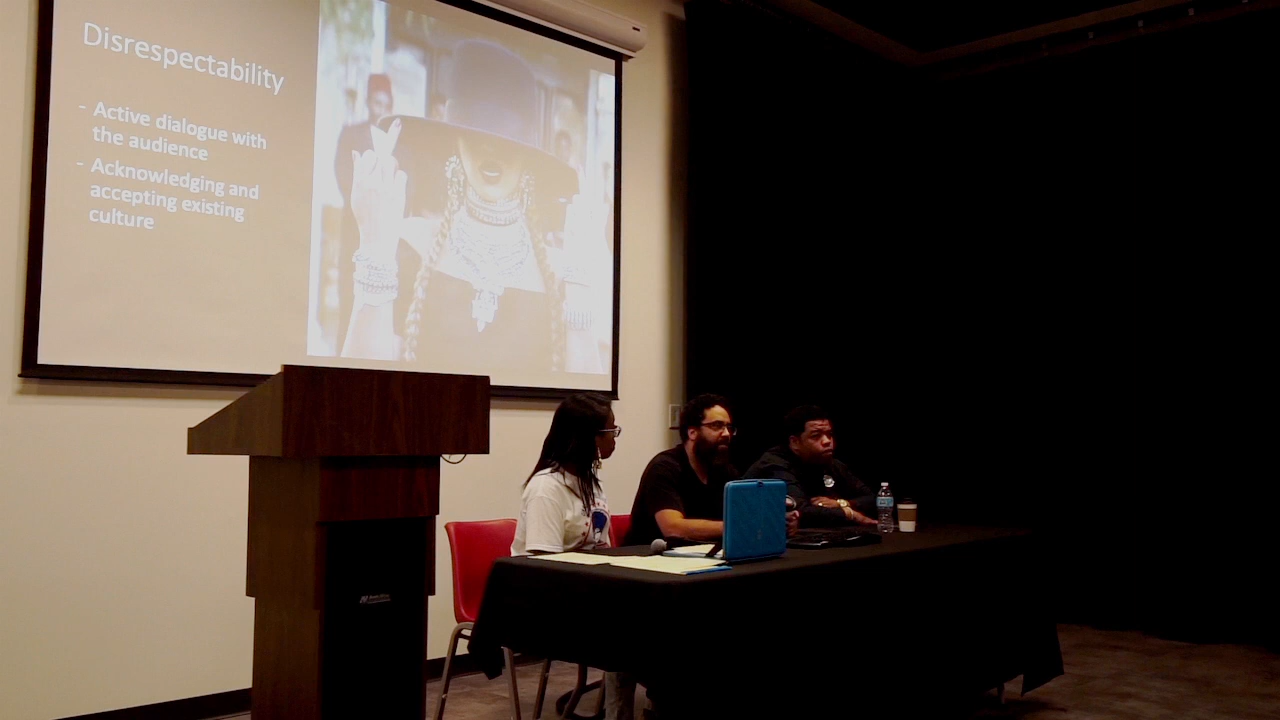 Disrespectability
- Active dialogue with
the audience
- Acknowledging and
accepting existing
culture